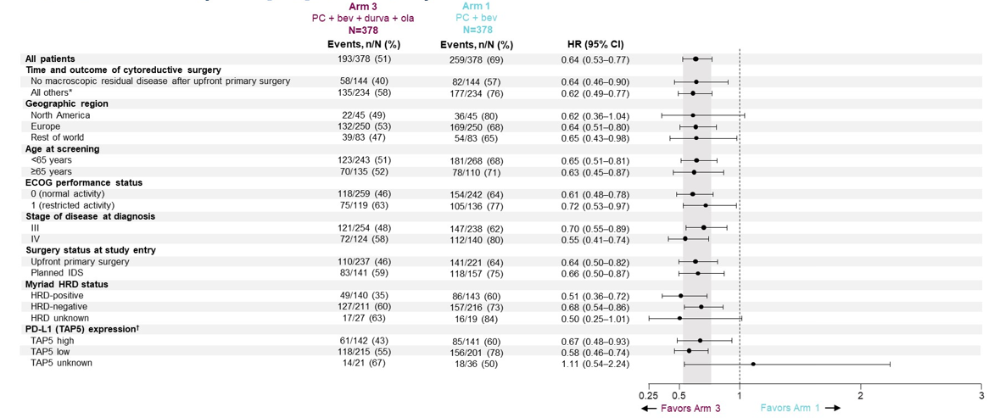 Arm 3 Arm 1
PC + bev + durva + ola PC + bev
N=378 N=378
Events, n/N (%) Events, n/N (%) HR (95% CI)
All patients 193/378 (51) 259/378 (69) 0.64 (0.53–0.77)
Time and outcome of cytoreductive surgery
No macroscopic residual disease after upfront primary surgery 58/144 (40) 82/144 (57) 0.64 (0.46–0.90)
All others* 135/234 (58) 177/234 (76) 0.62 (0.49–0.77)
Geographic region
North America 22/45 (49) 36/45 (80) 0.62 (0.36–1.04)
Europe 132/250 (53) 169/250 (68) 0.64 (0.51–0.80)
Rest of world 39/83 (47) 54/83 (65) 0.65 (0.43–0.98)
Age at screening
<65 years 123/243 (51) 181/268 (68) 0.65 (0.51–0.81)
≥65 years 70/135 (52) 78/110 (71) 0.63 (0.45–0.87)
ECOG performance status
0 (normal activity) 118/259 (46) 154/242 (64) 0.61 (0.48–0.78)
1 (restricted activity) 75/119 (63) 105/136 (77) 0.72 (0.53–0.97)
Stage of disease at diagnosis
III 121/254 (48) 147/238 (62) 0.70 (0.55–0.89)
IV 72/124 (58) 112/140 (80) 0.55 (0.41–0.74)
Surgery status at study entry
Upfront primary surgery 110/237 (46) 141/221 (64) 0.64 (0.50–0.82)
Planned IDS 83/141 (59) 118/157 (75) 0.66 (0.50–0.87)
Myriad HRD status
HRD-positive 49/140 (35) 86/143 (60) 0.51 (0.36–0.72)
HRD-negative 127/211 (60) 157/216 (73) 0.68 (0.54–0.86)
HRD unknown 17/27 (63) 16/19 (84) 0.50 (0.25–1.01)
PD-L1 (TAP5) expression†
TAP5 high 61/142 (43) 85/141 (60) 0.67 (0.48–0.93)
TAP5 low 118/215 (55) 156/201 (78) 0.58 (0.46–0.74)
TAP5 unknown 14/21 (67) 18/36 (50) 1.11 (0.54–2.24)
0.25 0.5 1 2 3
Favors Arm 3 Favors Arm 1